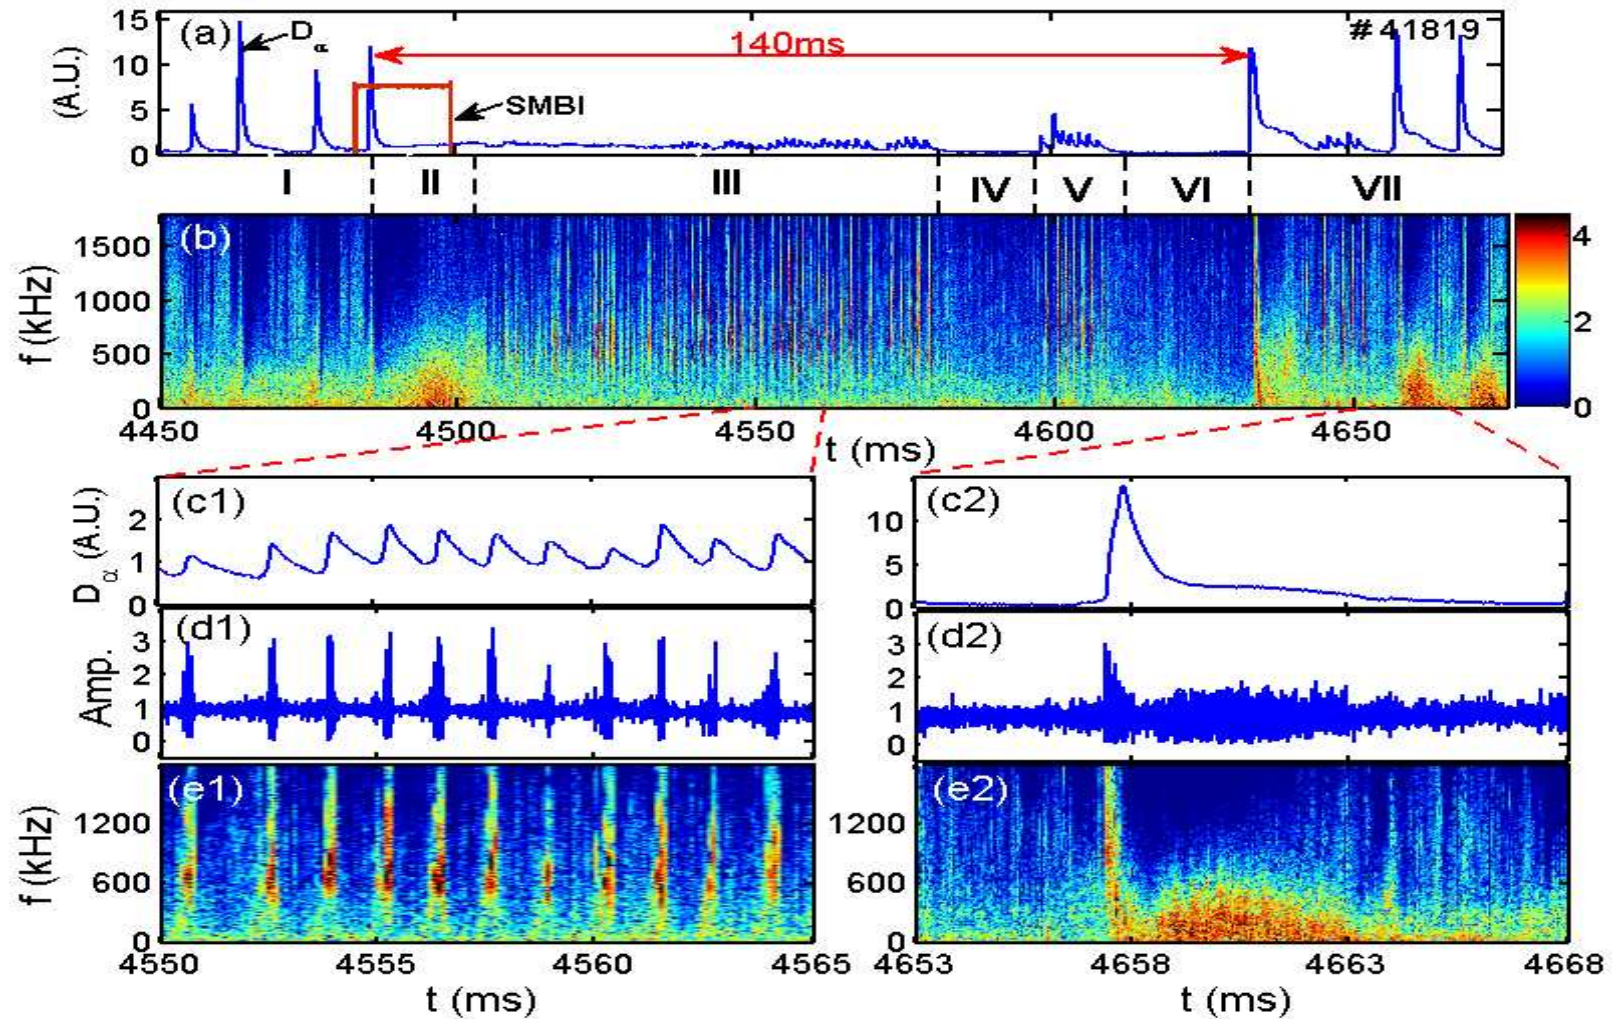 (a)
Dα
140ms
#41819
SMBI
(A.U.)
15
10
5
0
I II III IV V VI VII
(b)
f (kHz)
1500
1000
500
0
4
2
0
4450 4500 4550 4600 4650
t (ms)
(c1)
Dα (A.U.)
2
1
0
(c2)
10
5
0
(d1)
Amp.
3
2
1
0
(d2)
3
2
1
0
(e1)
f (kHz)
1200
600
0
(e2)
1200
600
0
4550 4555 4560 4565
4653 4658 4663 4668
t (ms)
t (ms)